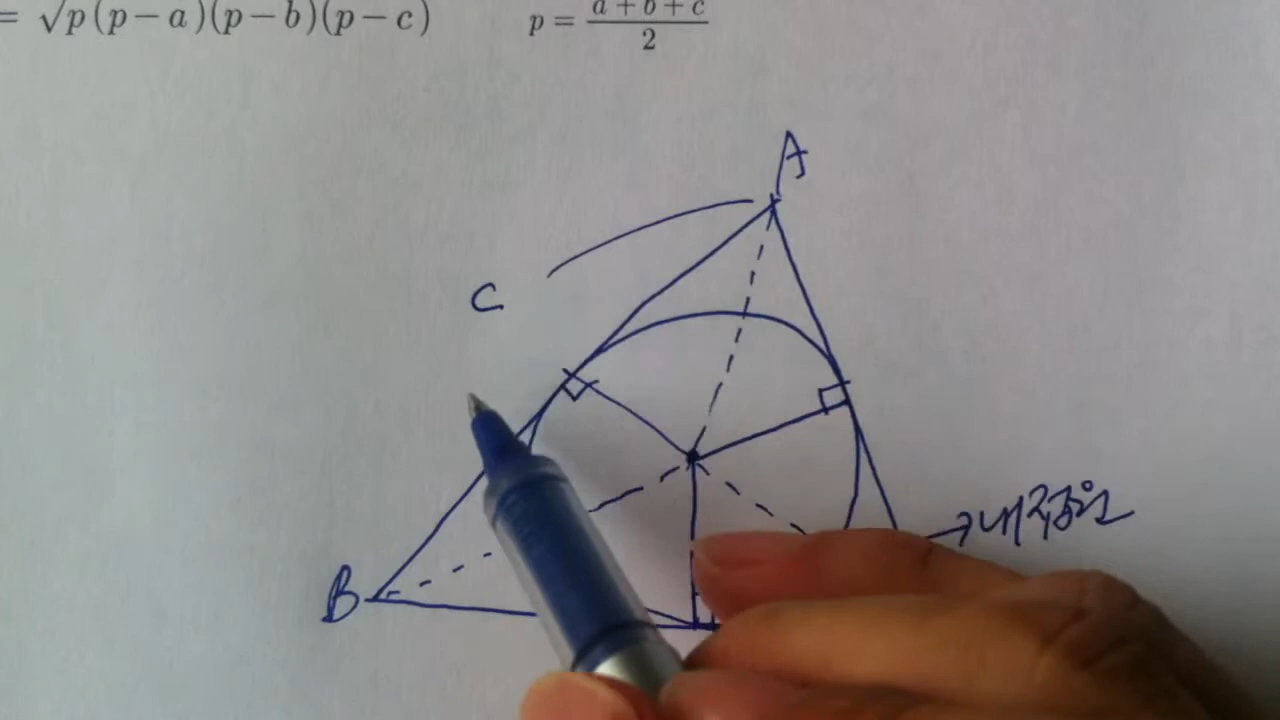 = √p(p−a)(p−b)(p−c) p = a+b+c / 2
A
c
→내접원
B